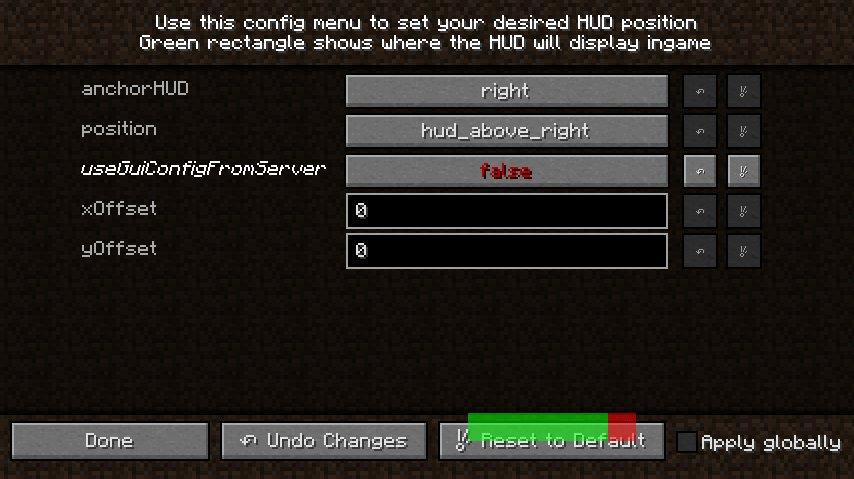 Use this config menu to set your desired HUD position
Green rectangle shows where the HUD will display ingame
anchorHUD right
position hud_above_right
useGuiConfigFromServer false
xOffset 0
yOffset 0
Done Undo Changes Reset to Default Apply globally